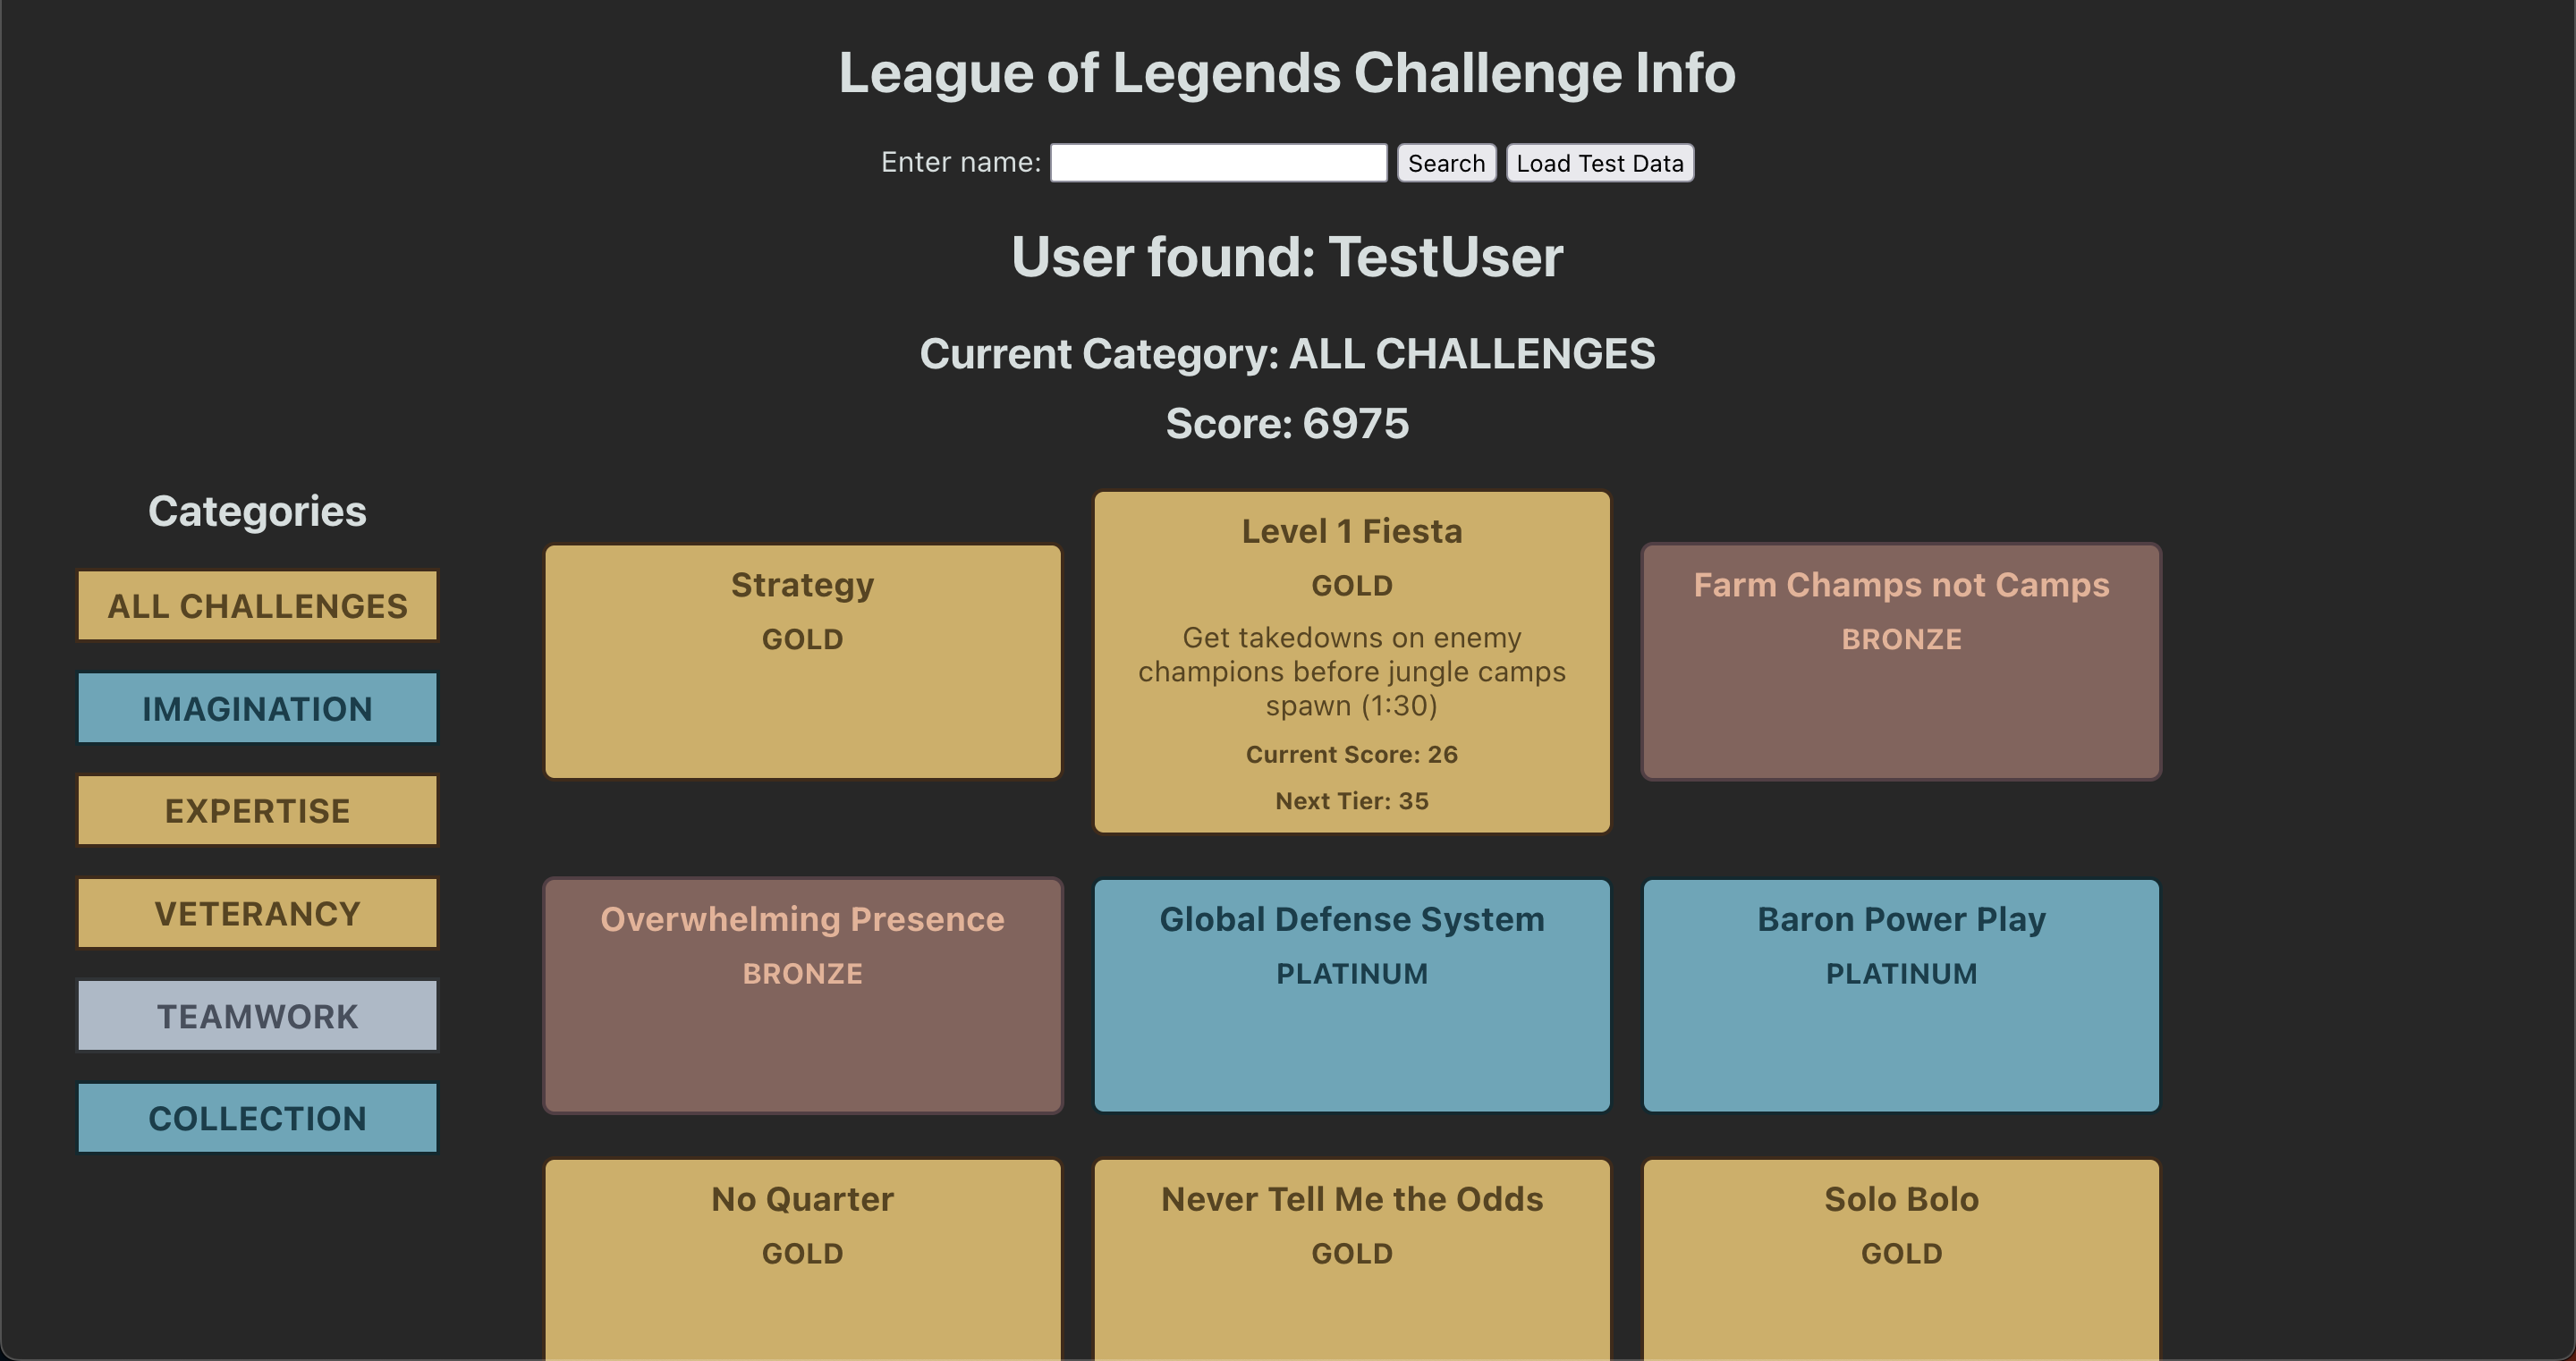 League of Legends Challenge Info
Enter name: Search Load Test Data
User found: TestUser
Current Category: ALL CHALLENGES
Score: 6975
Categories
ALL CHALLENGES
IMAGINATION
EXPERTISE
VETERANCY
TEAMWORK
COLLECTION
Strategy
GOLD
Level 1 Fiesta
GOLD
Get takedowns on enemy
champions before jungle camps
spawn (1:30)
Current Score: 26
Next Tier: 35
Farm Champs not Camps
BRONZE
Overwhelming Presence
BRONZE
Global Defense System
PLATINUM
Baron Power Play
PLATINUM
No Quarter
GOLD
Never Tell Me the Odds
GOLD
Solo Bolo
GOLD